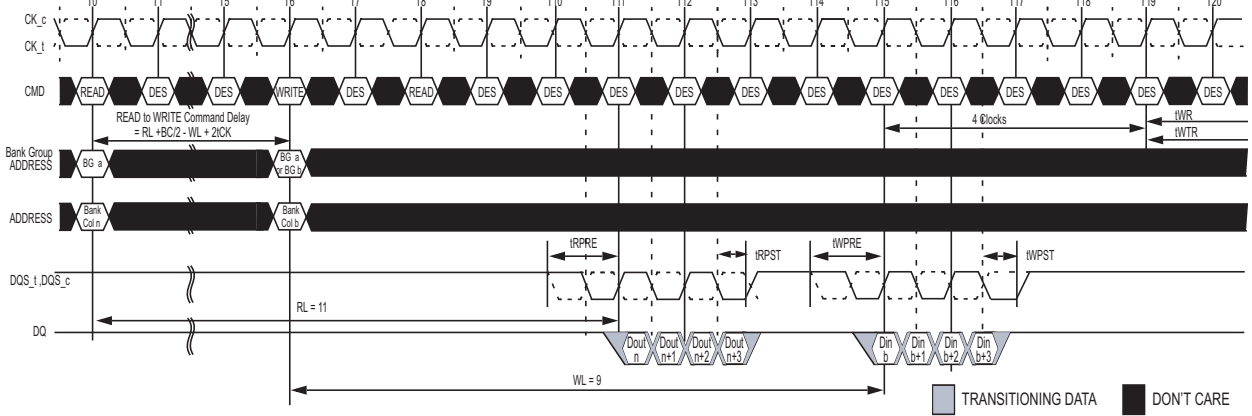 T0 T1 T5 T6 T7 T8 T9 T10 T11 T12 T13 T14 T15 T16 T17 T18 T19 T20
CK_c
CK_t
CMD READ DES DES WRITE DES READ DES DES DES DES DES DES DES DES DES DES DES DES
READ to WRITE Command Delay
= RL +BC/2 - WL + 2tCK
4 Clocks
tWR
tWTR
Bank Group
ADDRESS
BG a
BG a
or BG b
ADDRESS
Bank
Col n
Bank
Col b
tRPRE
tRPST
tWPRE
tWPST
DQS_t ,DQS_c
RL = 11
DQ
Dout
n
Dout
n+1
Dout
n+2
Dout
n+3
Din
b
Din
b+1
Din
b+2
Din
b+3
WL = 9
TRANSITIONING DATA
DON'T CARE